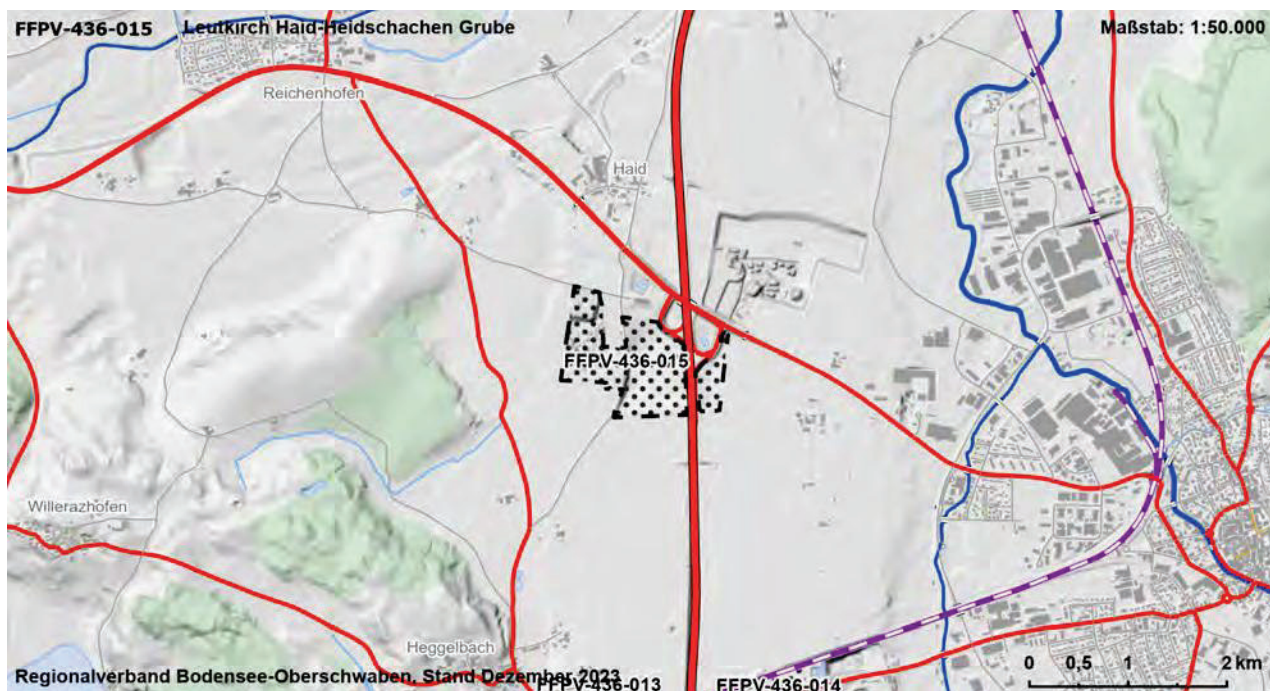 FFPV-436-015 Leutkirch Haid-Heidschachen Grube Maßstab: 1:50.000
Reichenhofen
Haid
FFPV-436-015
Willerazhofen
Heggelbach
0 0,5 1 2 km
Regionalverband Bodensee-Oberschwaben, Stand Dezember 2023
FFPV-436-013 FFPV-436-014